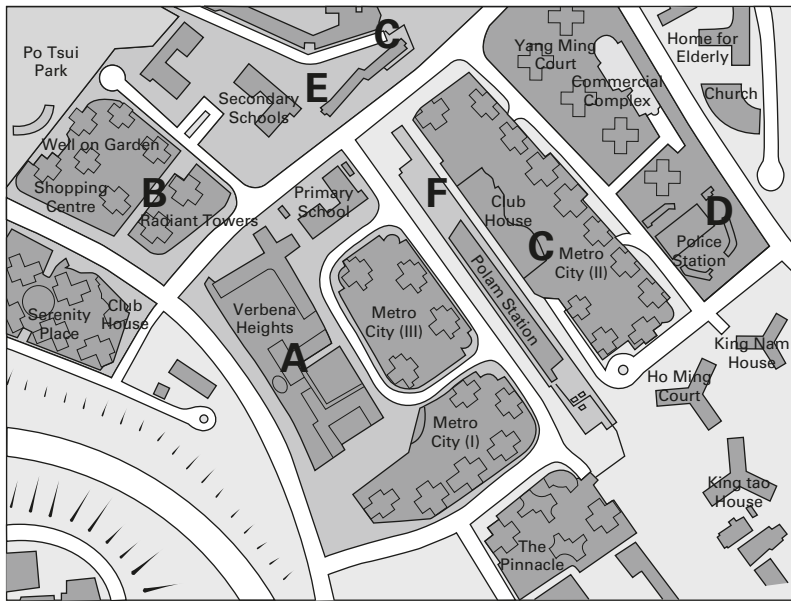 C
Po Tsui
Park
E
Secondary
Schools
Yang Ming
Court
Commercial
Complex
Home for
Elderly
Church
Well on Garden
Shopping
Centre
B
Radiant Towers
Primary
School
F
Club
House
C
Metro
City (II)
D
Police
Station
Serenity
Place
Club
House
Verbena
Heights
A
Metro
City (III)
Polam Station
Metro
City (I)
Ho Ming
Court
King Nam
House
King tao
House
The
Pinnacle